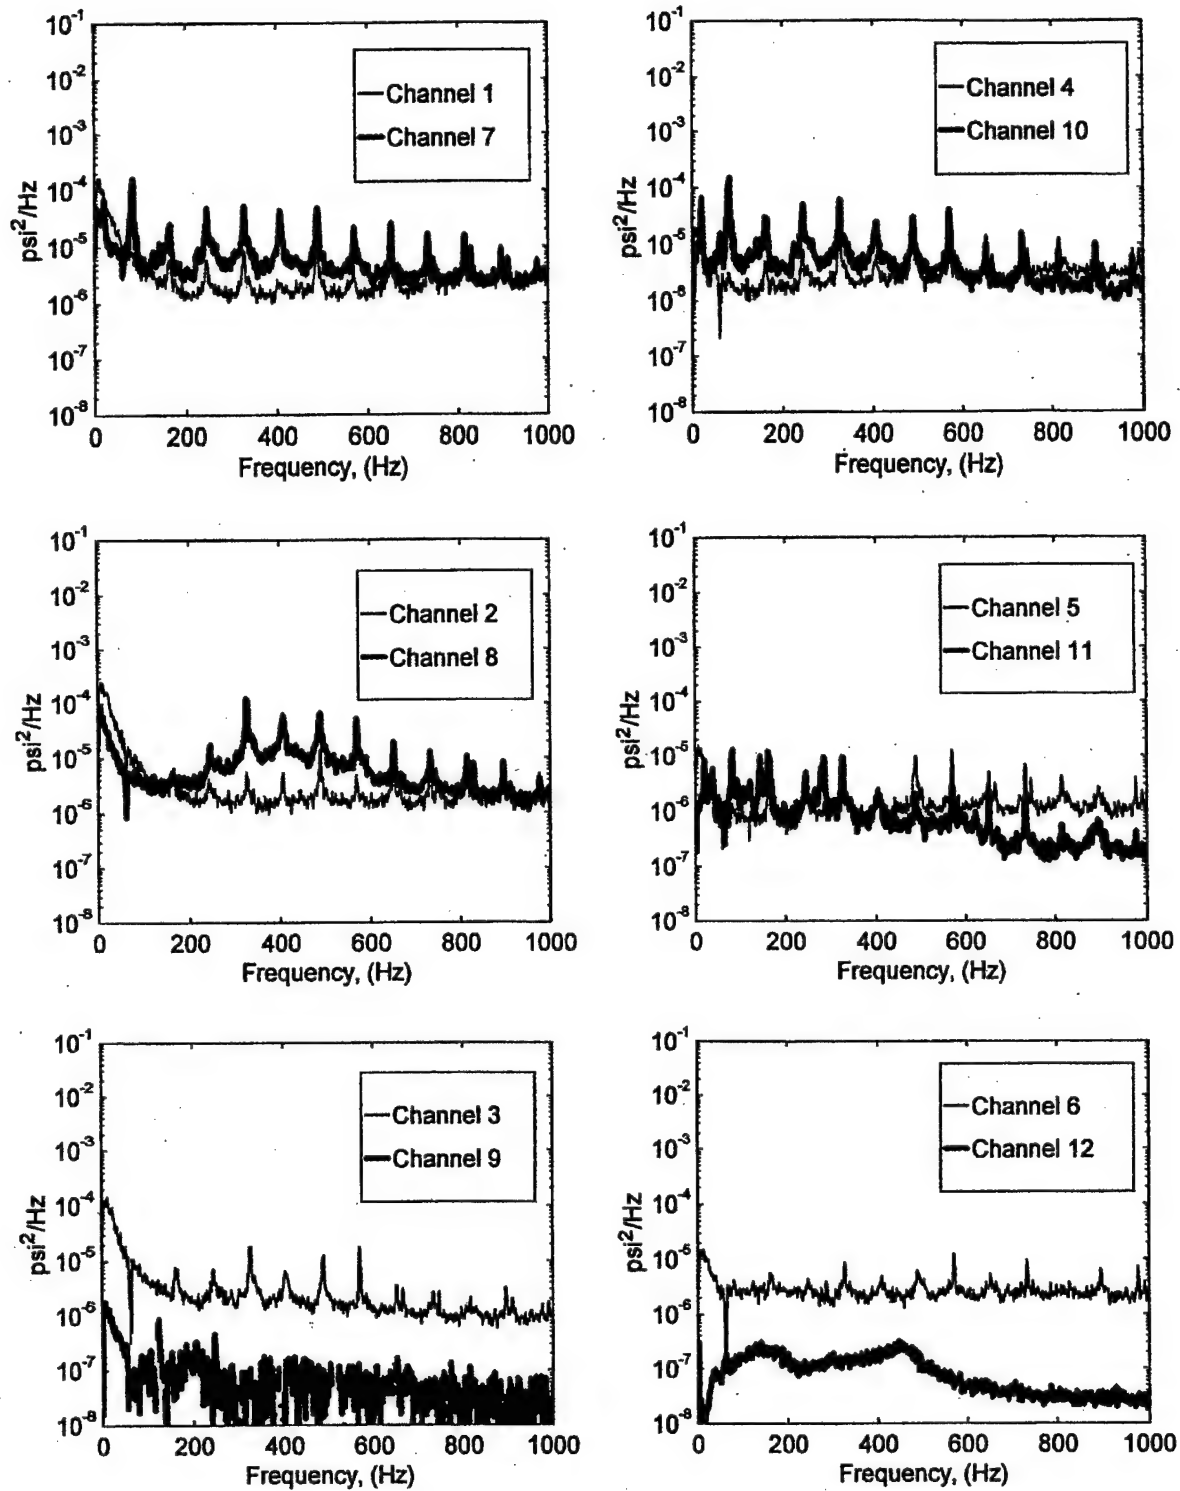 10-1
10-2
10-3
10-4
10-5
10-6
10-7
10-8
psi2/Hz
Channel 1
Channel 7
0 200 400 600 800 1000
Frequency, (Hz)
10-1
10-2
10-3
10-4
10-5
10-6
10-7
10-8
psi2/Hz
Channel 4
Channel 10
0 200 400 600 800 1000
Frequency, (Hz)
10-1
10-2
10-3
10-4
10-5
10-6
10-7
10-8
psi2/Hz
Channel 2
Channel 8
0 200 400 600 800 1000
Frequency, (Hz)
10-1
10-2
10-3
10-4
10-5
10-6
10-7
10-8
psi2/Hz
Channel 5
Channel 11
0 200 400 600 800 1000
Frequency, (Hz)
10-1
10-2
10-3
10-4
10-5
10-6
10-7
10-8
psi2/Hz
Channel 3
Channel 9
0 200 400 600 800 1000
Frequency, (Hz)
10-1
10-2
10-3
10-4
10-5
10-6
10-7
10-8
psi2/Hz
Channel 6
Channel 12
0 200 400 600 800 1000
Frequency, (Hz)